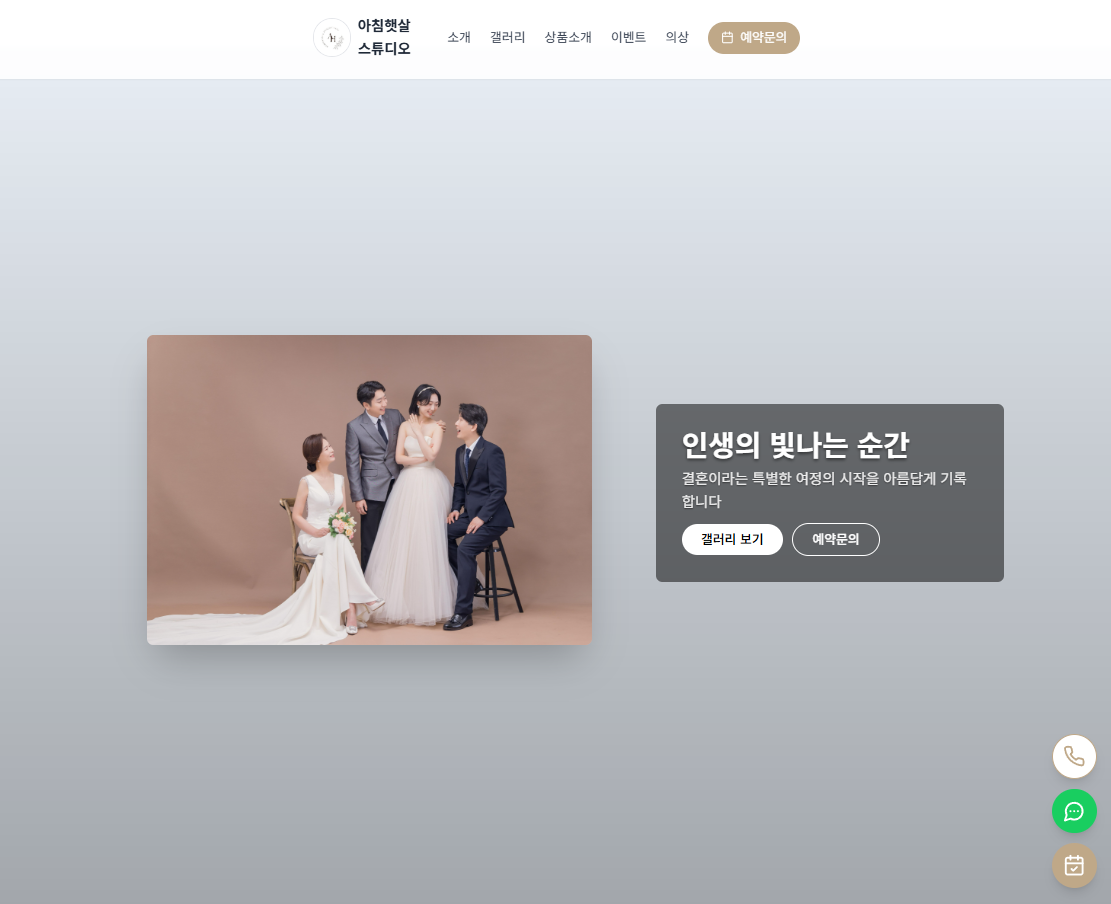 아침햇살
스튜디오
소개 갤러리 상품소개 이벤트 의상 예약문의
인생의 빛나는 순간
결혼이라는 특별한 여정의 시작을 아름답게 기록
합니다
갤러리 보기 예약문의